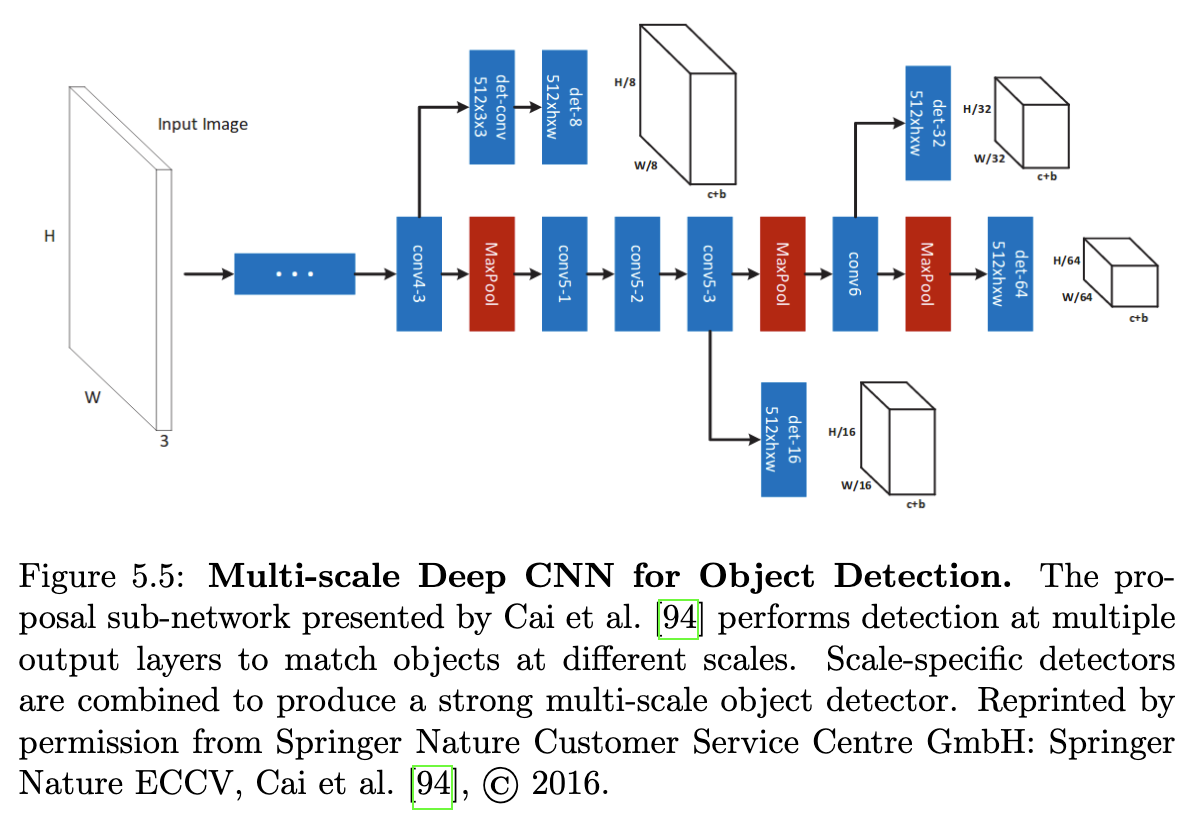 Input Image
H
W
3
• • •
det-conv
512x3x3
det-8
512xhxw
H/8
W/8
c+b
det-32
512xhxw
H/32
W/32
c+b
conv4-3
MaxPool
conv5-1
conv5-2
conv5-3
MaxPool
conv6
MaxPool
det-64
512xhxw
H/64
W/64
c+b
det-16
512xhxw
H/16
W/16
c+b
Figure 5.5: Multi-scale Deep CNN for Object Detection. The pro-
posal sub-network presented by Cai et al. [94] performs detection at multiple
output layers to match objects at different scales. Scale-specific detectors
are combined to produce a strong multi-scale object detector. Reprinted by
permission from Springer Nature Customer Service Centre GmbH: Springer
Nature ECCV, Cai et al. [94], © 2016.